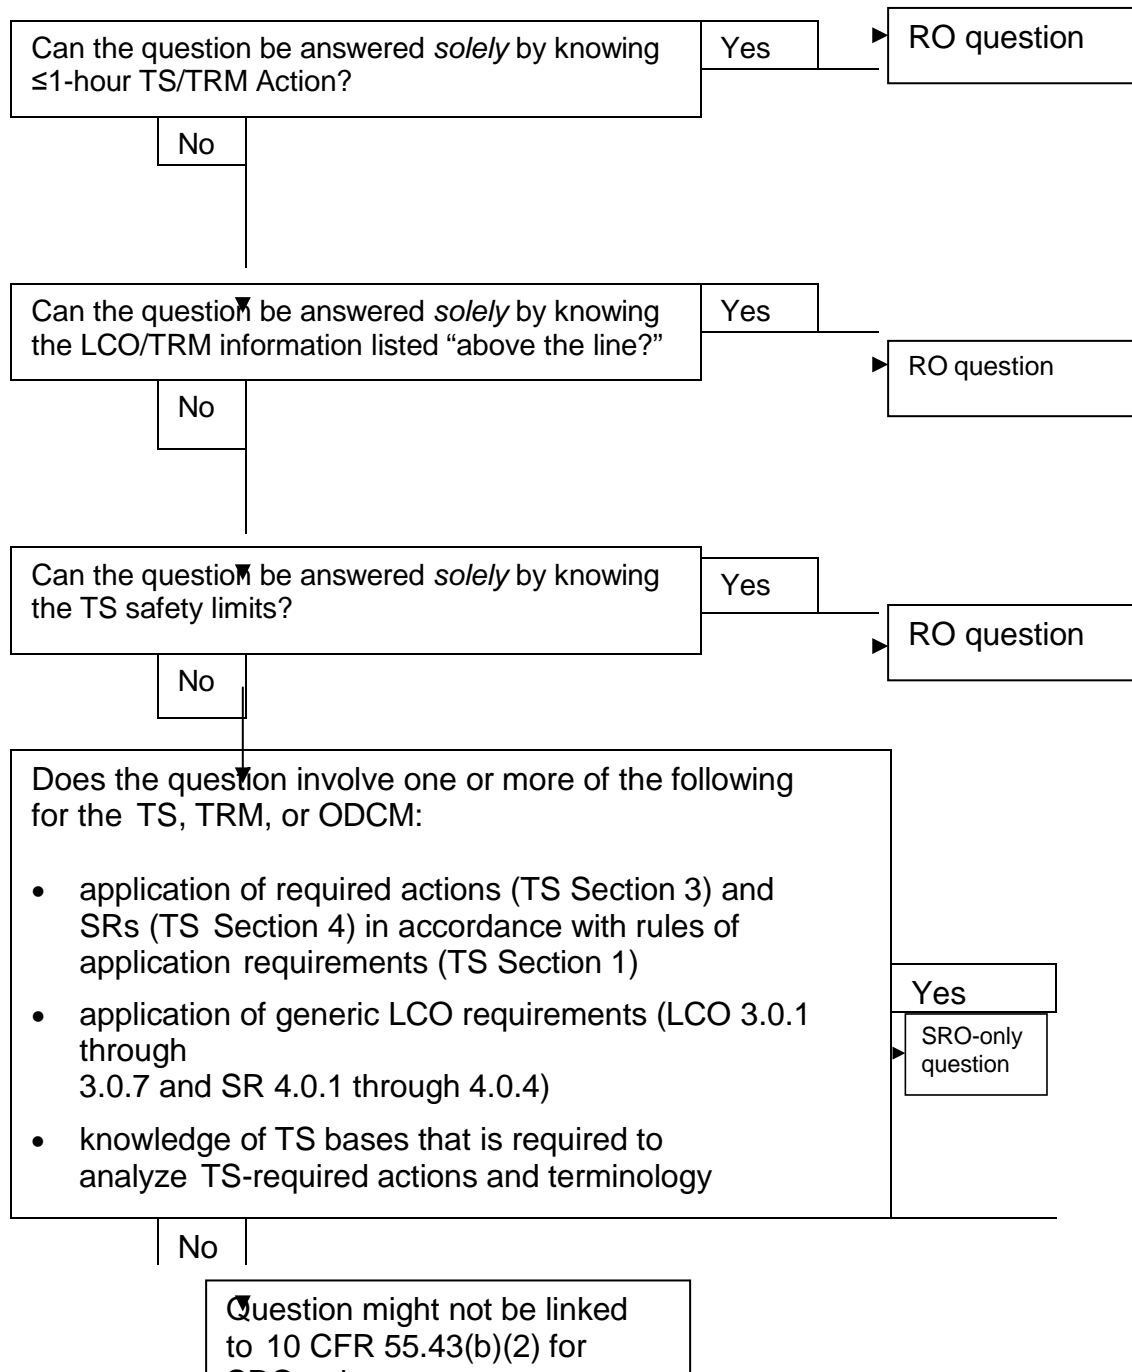 Can the question be answered solely by knowing
≤1-hour TS/TRM Action?
Yes
RO question
No
Can the question be answered solely by knowing
the LCO/TRM information listed “above the line?”
Yes
RO question
No
Can the question be answered solely by knowing
the TS safety limits?
Yes
RO question
No
Does the question involve one or more of the following
for the TS, TRM, or ODCM:
• application of required actions (TS Section 3) and
SRs (TS Section 4) in accordance with rules of
application requirements (TS Section 1)
• application of generic LCO requirements (LCO 3.0.1
through
3.0.7 and SR 4.0.1 through 4.0.4)
• knowledge of TS bases that is required to
analyze TS-required actions and terminology
Yes
SRO-only
question
No
Question might not be linked
to 10 CFR 55.43(b)(2) for